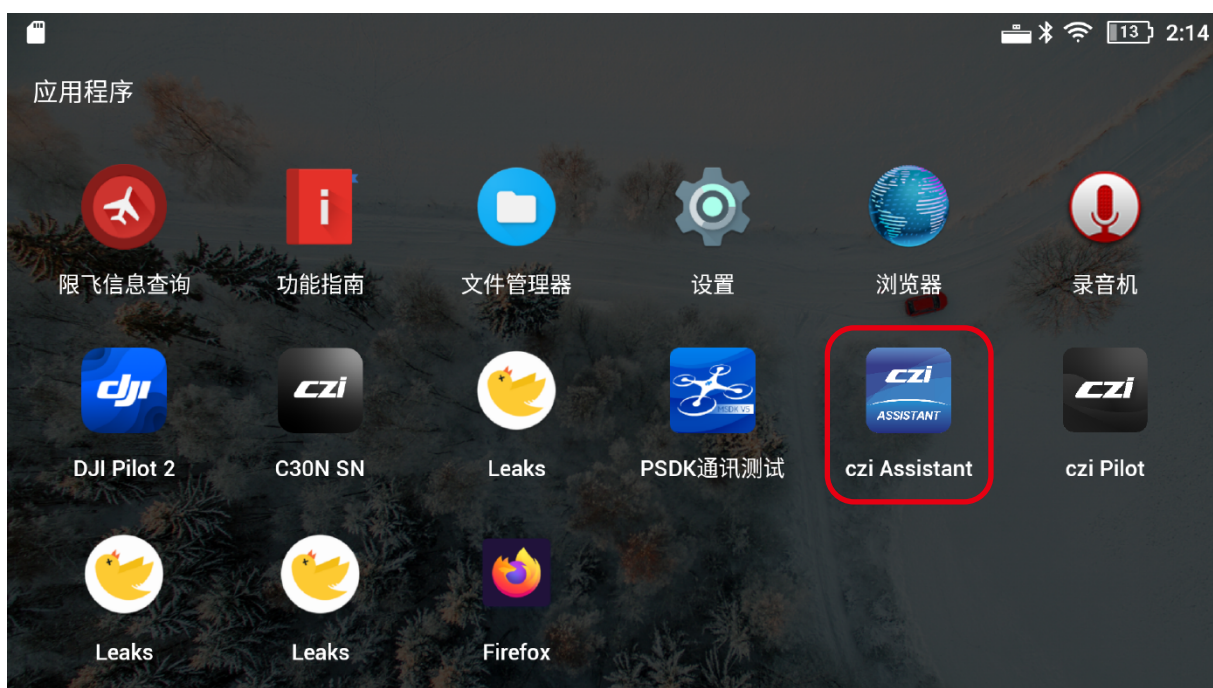 13 2:14
应用程序
i
限飞信息查询 功能指南 文件管理器 设置 浏览器 录音机
dji czi MSDK V5 czi ASSISTANT czi
DJI Pilot 2 C30N SN Leaks PSDK通讯测试 czi Assistant czi Pilot
Leaks Leaks Firefox